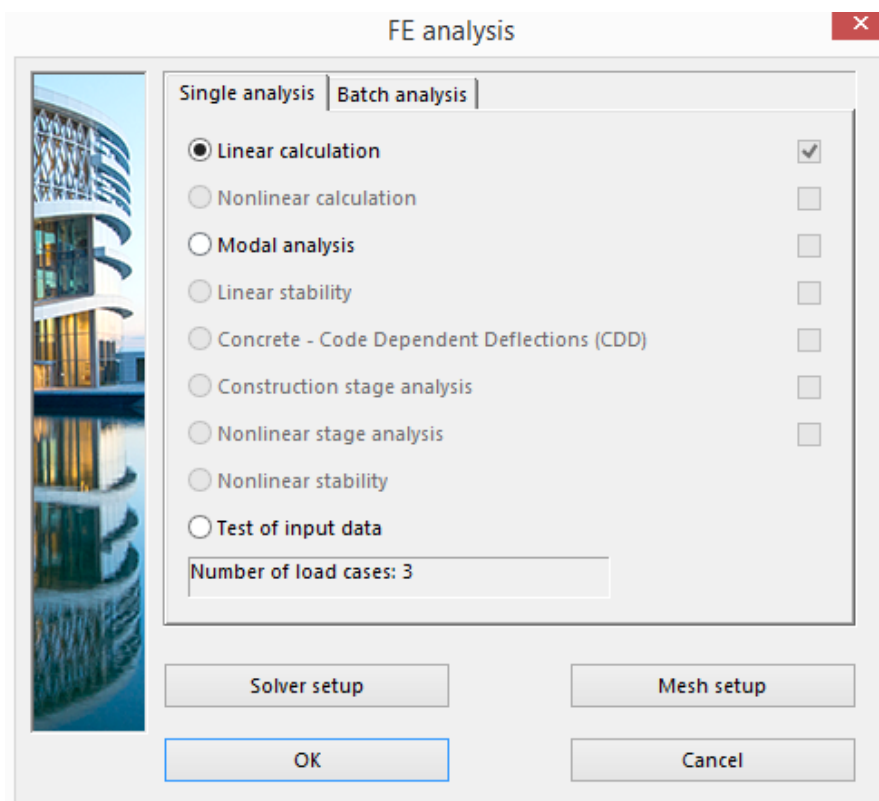 FE analysis
Single analysis
Batch analysis
Linear calculation
Nonlinear calculation
Modal analysis
Linear stability
Concrete - Code Dependent Deflections (CDD)
Construction stage analysis
Nonlinear stage analysis
Nonlinear stability
Test of input data
Number of load cases: 3
Solver setup
Mesh setup
OK
Cancel